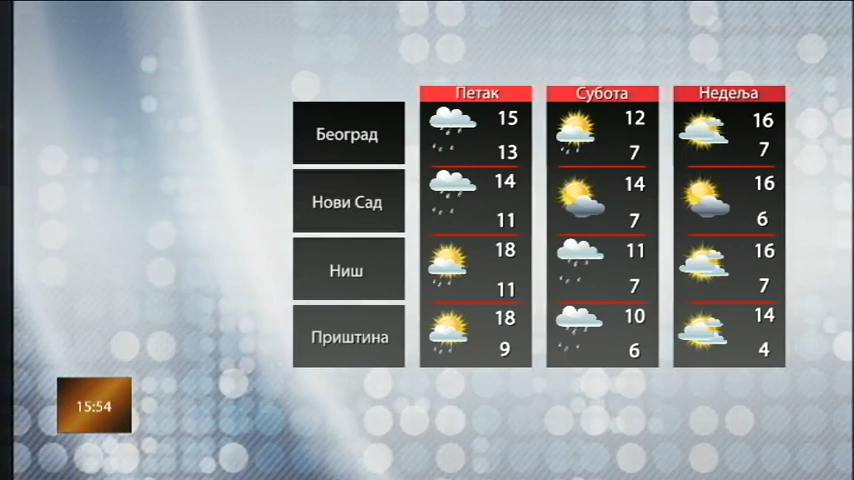 Петак Субота Недеља
Београд 15 13 12 7 16 7
Нови Сад 14 11 14 7 16 6
Ниш 18 11 11 7 16 7
Приштина 18 9 10 6 14 4
15:54